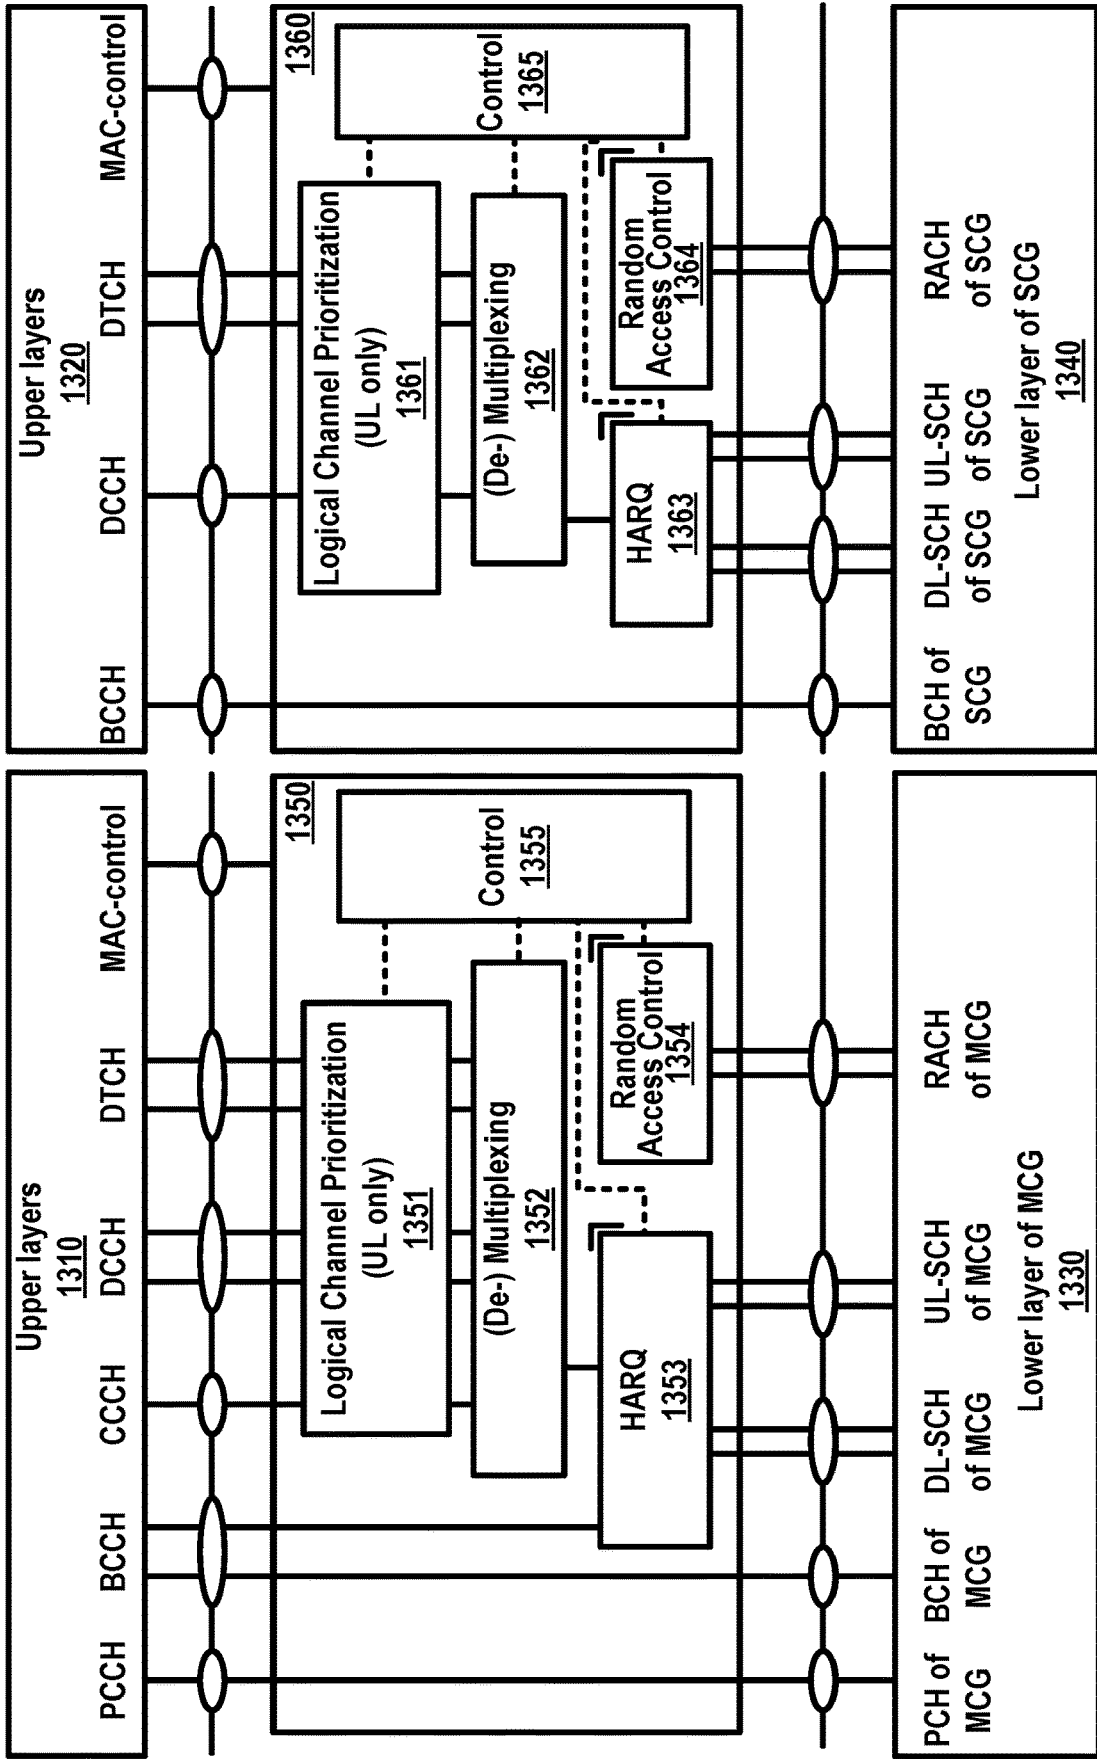 Upper layers
1310
PCCH
BCCH
CCCH
DCCH
DTCH
MAC-control
1350
Logical Channel Prioritization
(UL only)
1351
(De-) Multiplexing
1352
HARQ
1353
Random
Access Control
1354
Control
1355
PCH of
MCG
BCH of
MCG
DL-SCH
of MCG
UL-SCH
of MCG
RACH
of MCG
Lower layer of MCG
1330
Upper layers
1320
BCCH
DCCH
DTCH
MAC-control
1360
Logical Channel Prioritization
(UL only)
1361
(De-) Multiplexing
1362
HARQ
1363
Random
Access Control
1364
Control
1365
BCH of
SCG
DL-SCH
of SCG
UL-SCH
of SCG
RACH
of SCG
Lower layer of SCG
1340